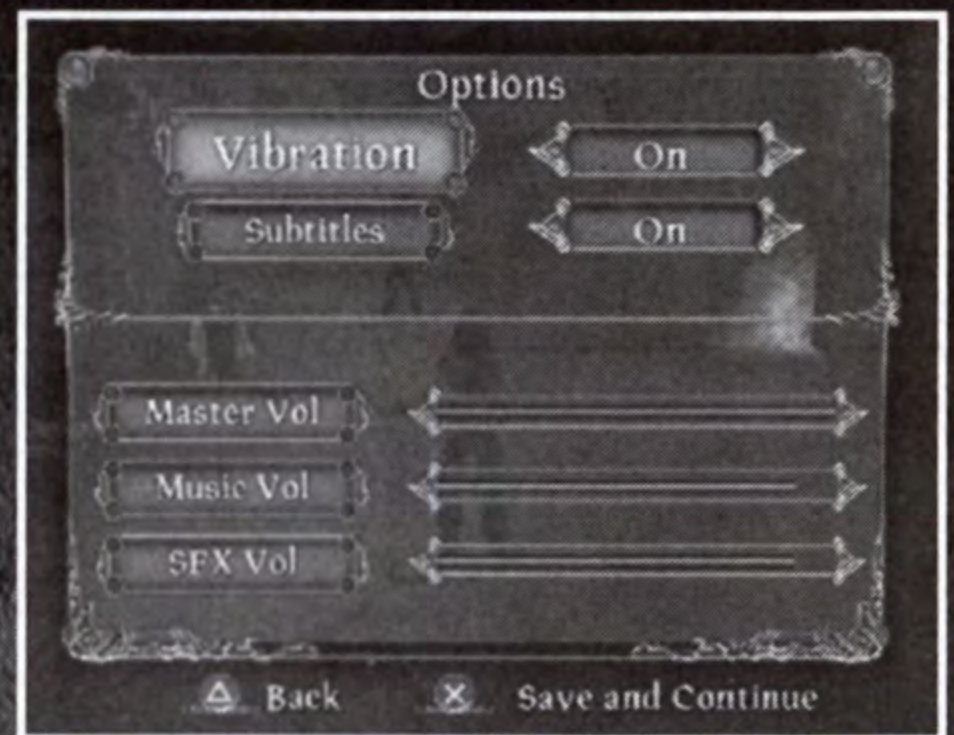 Options
Vibration On
Subtitles On
Master Vol
Music Vol
SFX Vol
Back Save and Continue